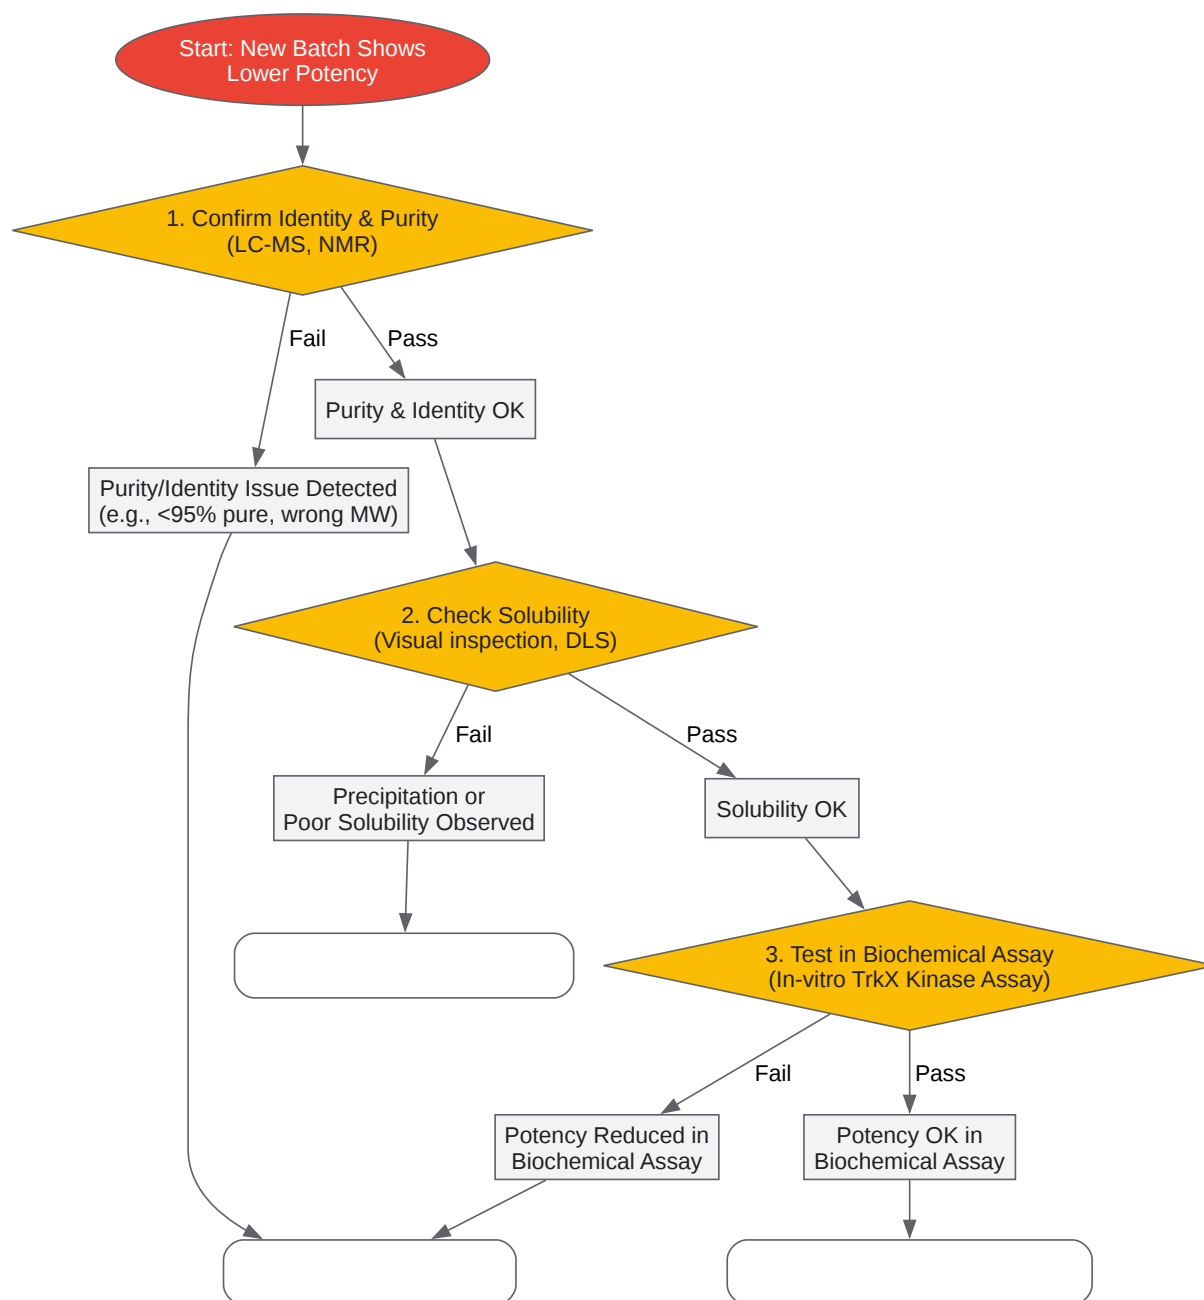 Start: New Batch Shows
Lower Potency
1. Confirm Identity & Purity
(LC-MS, NMR)
Fail
Pass
Purity & Identity OK
Purity/Identity Issue Detected
(e.g., <95% pure, wrong MW)
2. Check Solubility
(Visual inspection, DLS)
Fail
Pass
Precipitation or
Poor Solubility Observed
Solubility OK
3. Test in Biochemical Assay
(In-vitro TrkX Kinase Assay)
Fail
Pass
Potency Reduced in
Biochemical Assay
Potency OK in
Biochemical Assay